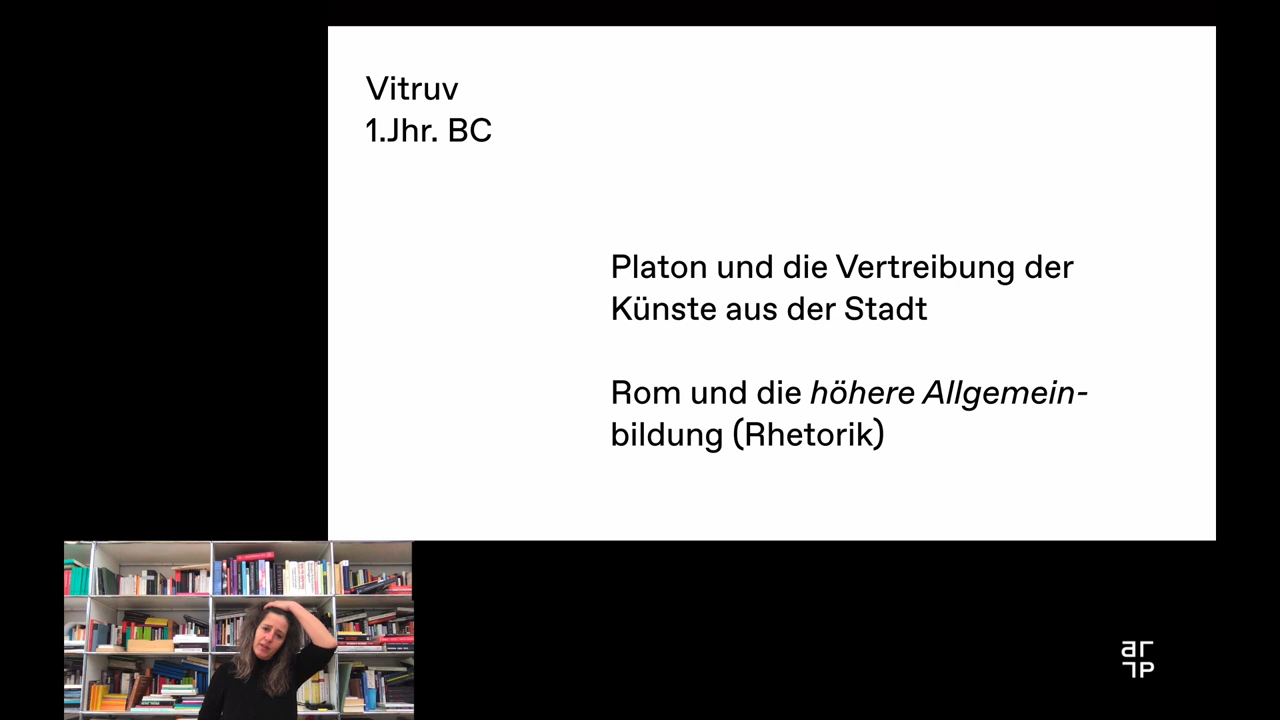 Vitruv
1.Jhr. BC
Platon und die Vertreibung der
Künste aus der Stadt
Rom und die höhere Allgemein-
bildung (Rhetorik)